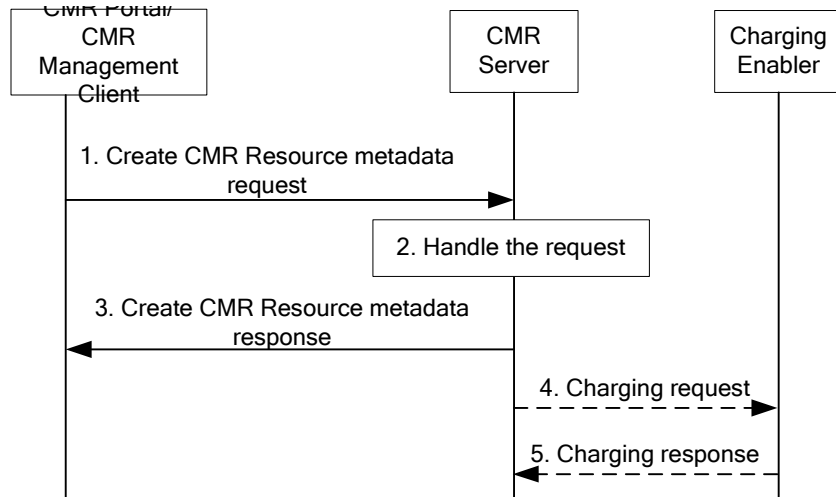 CMR Portal/
CMR
Management
Client
CMR
Server
Charging
Enabler
1. Create CMR Resource metadata
request
2. Handle the request
3. Create CMR Resource metadata
response
4. Charging request
5. Charging response